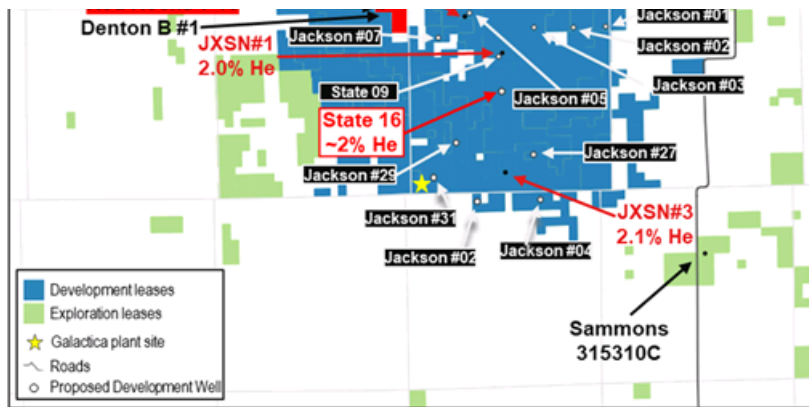 Jackson #01
Denton B #1
Jackson #07
JXSN#1
2.0% He
Jackson #02
Jackson #03
State 09
Jackson #05
State 16
~2% He
Jackson #27
Jackson #29
Jackson #31
JXSN#3
2.1% He
Jackson #02
Jackson #04
Sammons
315310C
Development leases
Exploration leases
Galactica plant site
Roads
Proposed Development Well